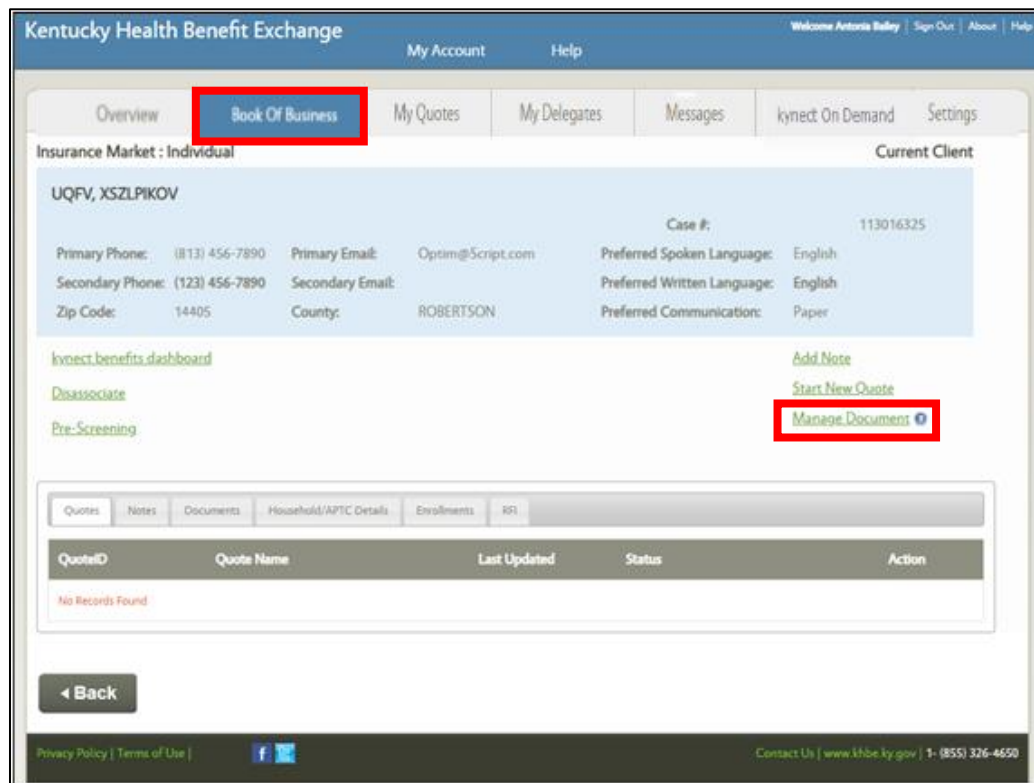 Kentucky Health Benefit Exchange
Welcome Antonia Bailey | Sign Out | About | Help
My Account Help
Overview Book Of Business My Quotes My Delegates Messages kynect On Demand Settings
Insurance Market : Individual Current Client
UQFV, XSZLPIKOV
Case #: 113016325
Primary Phone: (813) 456-7890 Primary Email: Optim@Script.com Preferred Spoken Language: English
Secondary Phone: (123) 456-7890 Secondary Email: Preferred Written Language: English
Zip Code: 14405 County: ROBERTSON Preferred Communication: Paper
kynect benefits dashboard Add Note
Disassociate Start New Quote
Pre-Screening Manage Document ?
Quotes Notes Documents Household/APTC Details Enrollments RFI
QuoteID Quote Name Last Updated Status Action
No Records Found
Back
Privacy Policy | Terms of Use | f Contact Us | www.khbe.ky.gov | 1- (855) 326-4650